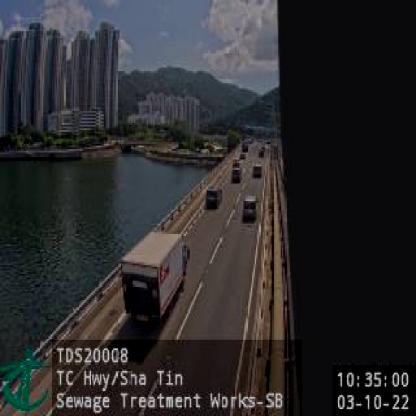 TDS20008
TC Hwy/Sha Tin
Sewage Treatment Works-SB
10:35:00
03-10-22